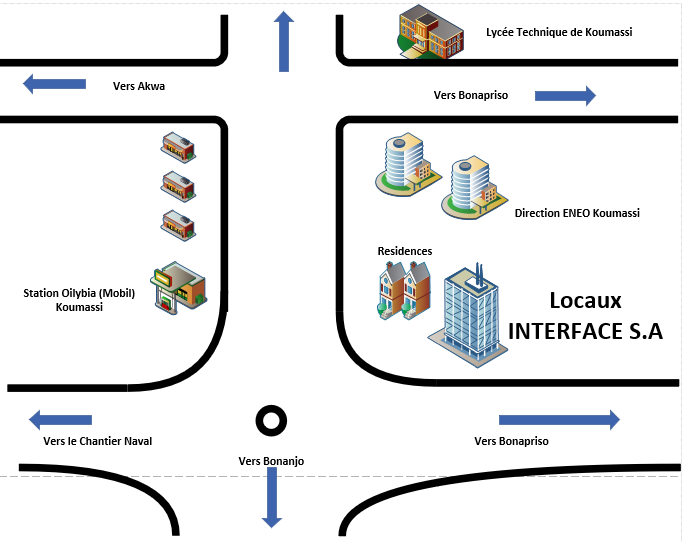 Lycée Technique de Koumassi
Vers Akwa
Vers Bonapriso
Direction ENEO Koumassi
Residences
Station Oilybia (Mobil)
Koumassi
Locaux
INTERFACE S.A
Vers le Chantier Naval
Vers Bonapriso
Vers Bonanjo